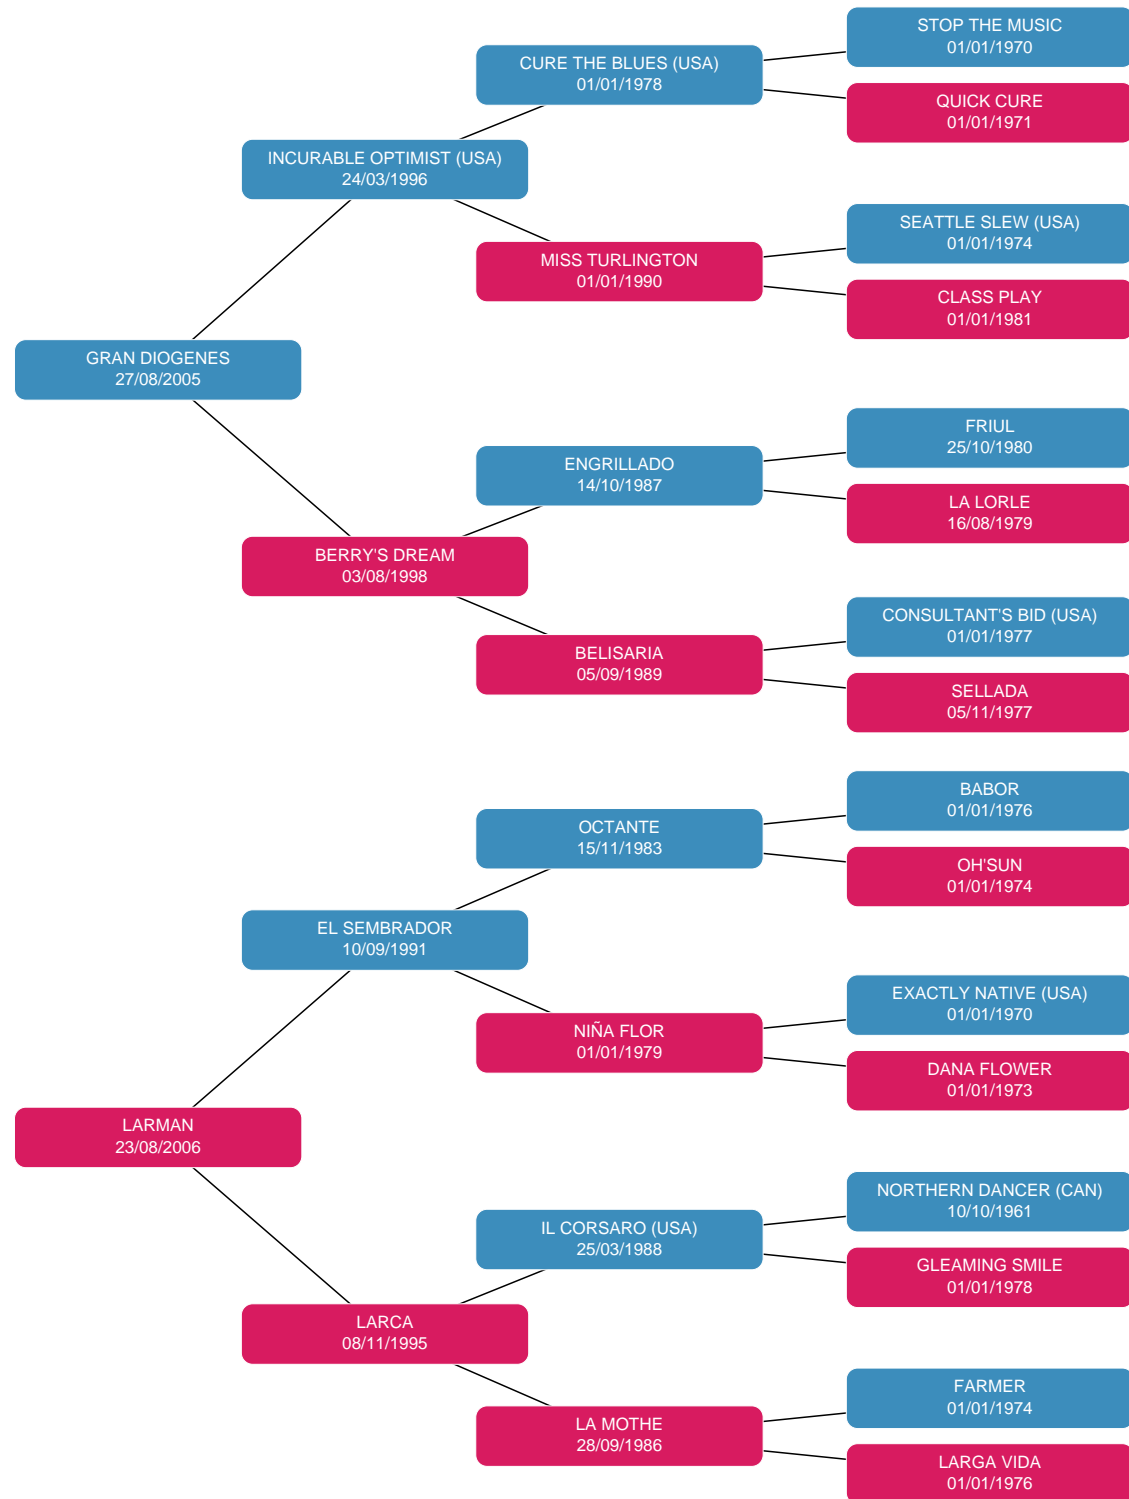 STOP THE MUSIC
01/01/1970
CURE THE BLUES (USA)
01/01/1978
QUICK CURE
01/01/1971
INCURABLE OPTIMIST (USA)
24/03/1996
SEATTLE SLEW (USA)
01/01/1974
MISS TURLINGTON
01/01/1990
CLASS PLAY
01/01/1981
GRAN DIOGENES
27/08/2005
FRIUL
25/10/1980
ENGRILLADO
14/10/1987
LA LORLE
16/08/1979
BERRY'S DREAM
03/08/1998
CONSULTANT'S BID (USA)
01/01/1977
BELISARIA
05/09/1989
SELLADA
05/11/1977
BABOR
01/01/1976
OCTANTE
15/11/1983
OH'SUN
01/01/1974
EL SEMBRADOR
10/09/1991
EXACTLY NATIVE (USA)
01/01/1970
NIÑA FLOR
01/01/1979
DANA FLOWER
01/01/1973
LARMAN
23/08/2006
NORTHERN DANCER (CAN)
10/10/1961
IL CORSARO (USA)
25/03/1988
GLEAMING SMILE
01/01/1978
LARCA
08/11/1995
FARMER
01/01/1974
LA MOTHE
28/09/1986
LARGA VIDA
01/01/1976